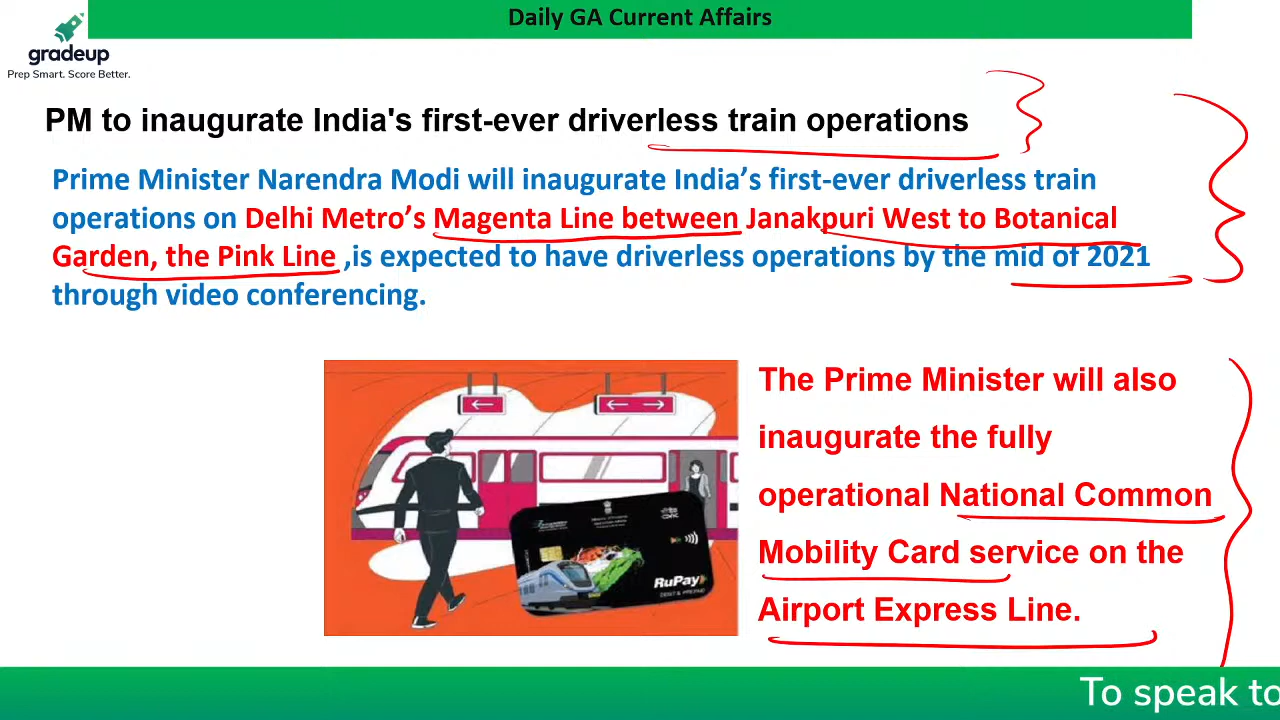 Daily GA Current Affairs
gradeup
Prep Smart. Score Better.
PM to inaugurate India's first-ever driverless train operations
Prime Minister Narendra Modi will inaugurate India’s first-ever driverless train
operations on Delhi Metro’s Magenta Line between Janakpuri West to Botanical
Garden, the Pink Line ,is expected to have driverless operations by the mid of 2021
through video conferencing.
The Prime Minister will also
inaugurate the fully
operational National Common
Mobility Card service on the
Airport Express Line.
RuPay
To speak to